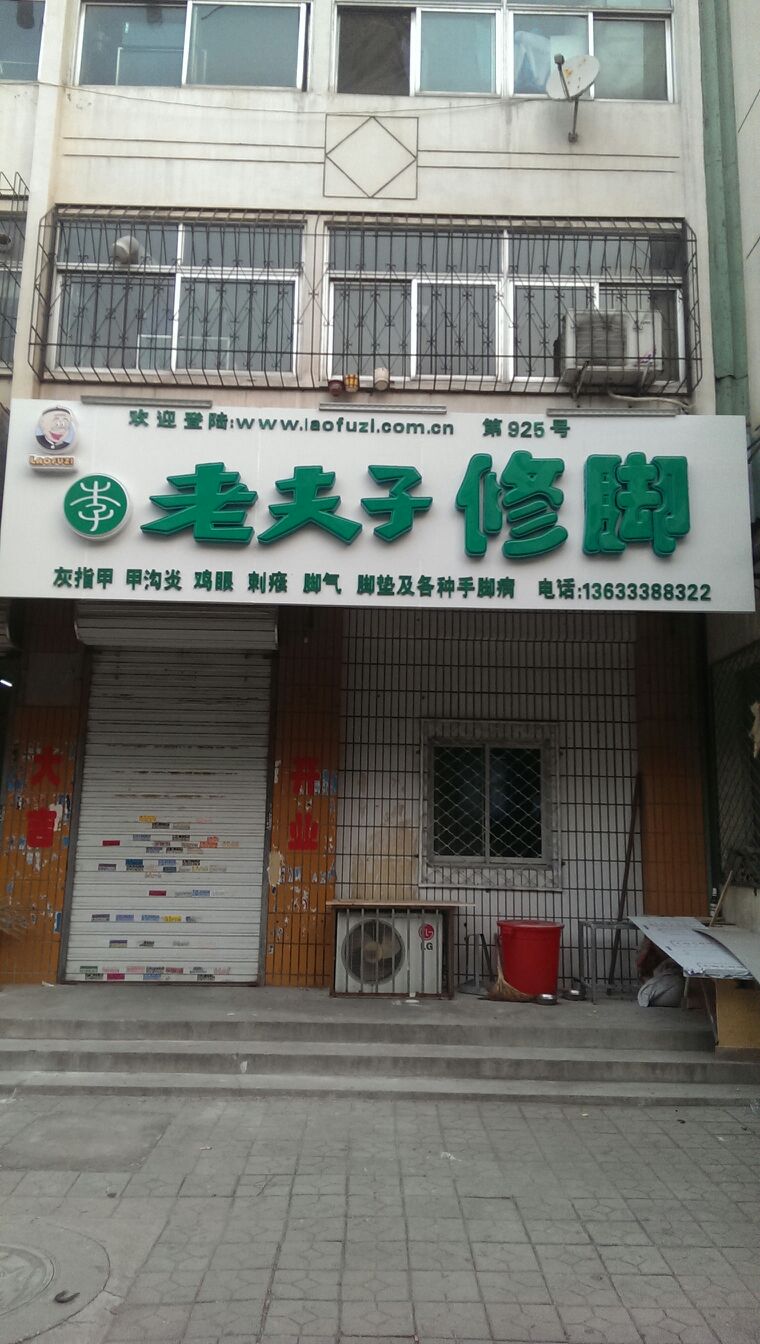 欢迎登陆:www.laofuzi.com.cn 第925号
LAOFUZI
李 老夫子修脚
灰指甲 甲沟炎 鸡眼 刺瘊 脚气 脚垫及各种手脚病 电话:13633388322
大吉
开业
LG